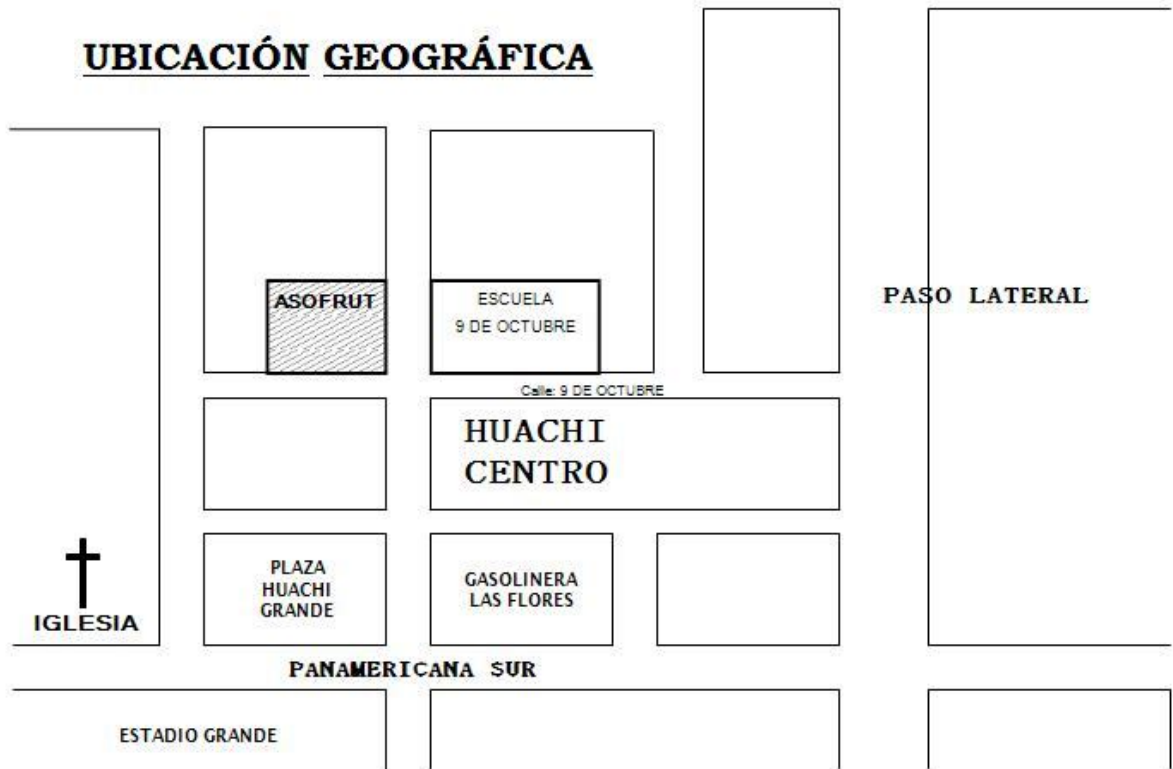 UBICACIÓN GEOGRÁFICA
ASOFRUT
ESCUELA
9 DE OCTUBRE
PASO LATERAL
Calle: 9 DE OCTUBRE
HUACHI
CENTRO
IGLESIA
PLAZA
HUACHI
GRANDE
GASOLINERA
LAS FLORES
PANAMERICANA SUR
ESTADIO GRANDE